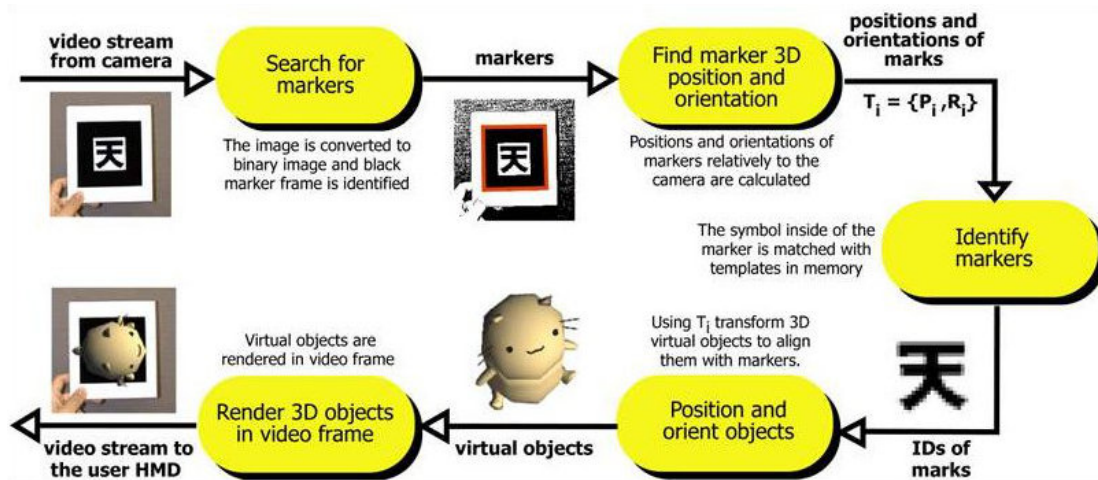 video stream
from camera
Search for
markers
The image is converted to
binary image and black
marker frame is identified
天
markers
天
Find marker 3D
position and
orientation
Positions and orientations of
markers relatively to the
camera are calculated
positions and
orientations of
marks
Tᵢ = {Pᵢ ,Rᵢ}
The symbol inside of the
marker is matched with
templates in memory
Identify
markers
天
IDs of
marks
Using Tᵢ transform 3D
virtual objects to align
them with markers.
Position and
orient objects
virtual objects
Virtual objects are
rendered in video frame
Render 3D objects
in video frame
video stream to
the user HMD